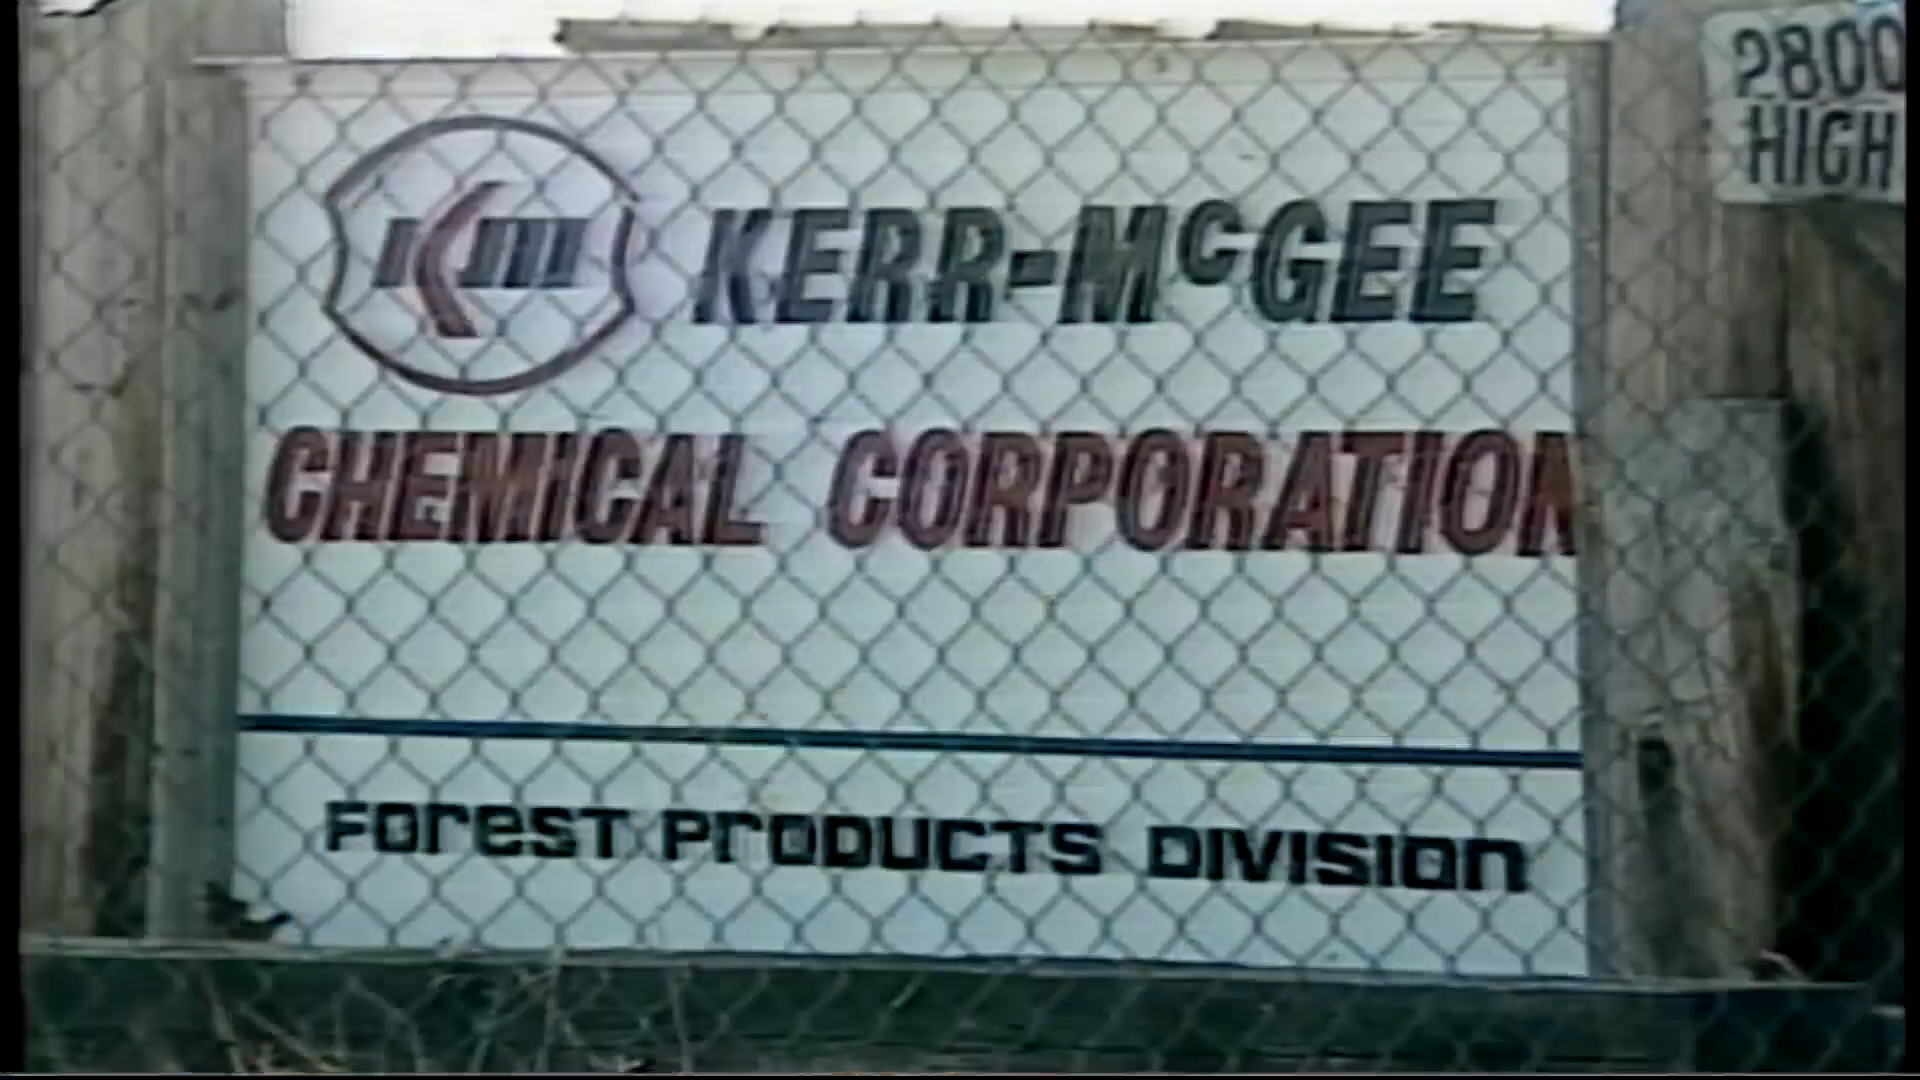 Km KERR-McGEE
CHEMICAL CORPORATION
FOREST PRODUCTS DIVISION
2800
HIGH